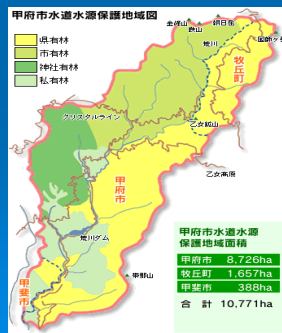 甲府市水道水源保護地域図
県有林
市有林
神社有林
私有林
金峰山
鉄山
朝日岳
国師ヶ
荒川
牧丘町
クリスタルライン
乙女鉱山
乙女高原
甲府市
荒川ダム
甲斐市
帯那山
甲府市水道水源
保護地域面積
甲府市 8,726ha
牧丘町 1,657ha
甲斐市 388ha
合 計 10,771ha